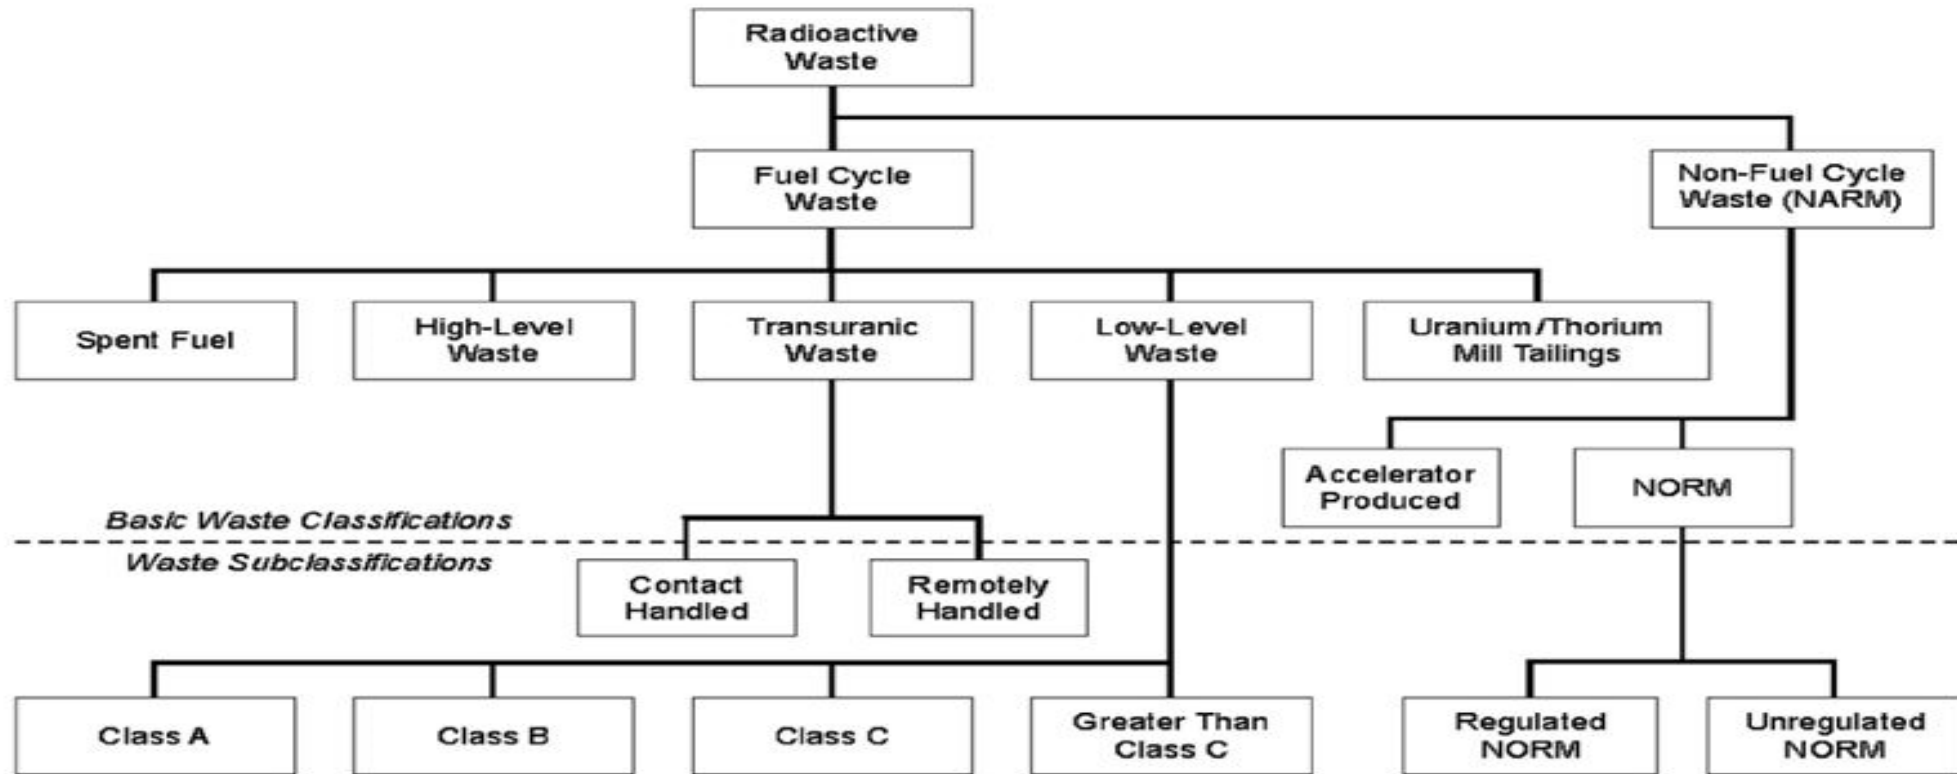 Radioactive
Waste
Fuel Cycle
Waste
Non-Fuel Cycle
Waste (NARM)
Spent Fuel
High-Level
Waste
Transuranic
Waste
Low-Level
Waste
Uranium/Thorium
Mill Tailings
Accelerator
Produced
NORM
Basic Waste Classifications
Waste Subclassifications
Contact
Handled
Remotely
Handled
Class A
Class B
Class C
Greater Than
Class C
Regulated
NORM
Unregulated
NORM